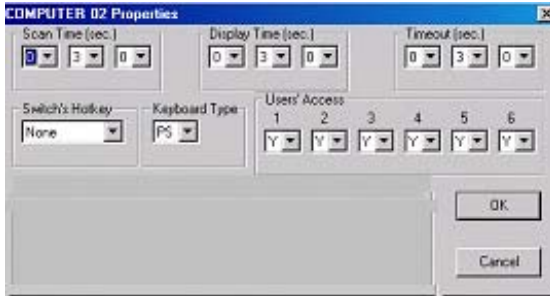 COMPUTER 02 Properties
Scan Time (sec.) Display Time (sec.) Timeout (sec.)
0 3 0 0 3 0 0 3 0
Switch's Hotkey Keyboard Type Users' Access
1 2 3 4 5 6
None PS Y Y Y Y Y Y
OK
Cancel